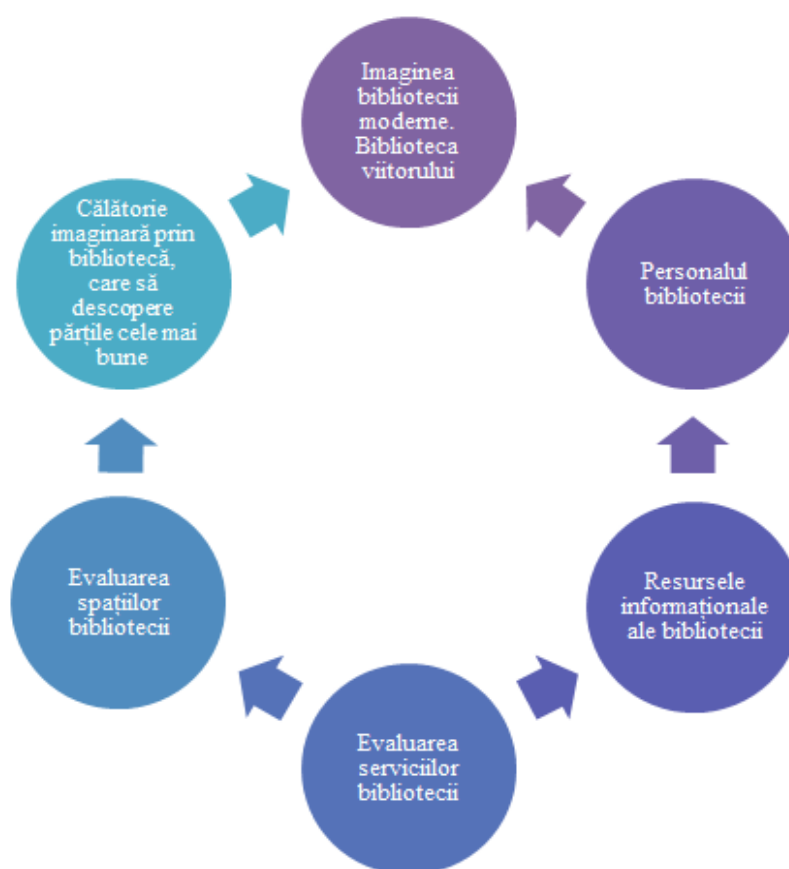 Imaginea
bibliotecii
moderne.
Biblioteca
viitorului
Personalul
bibliotecii
Resursele
informaționale
ale bibliotecii
Evaluarea
serviciilor
bibliotecii
Evaluarea
spațiilor
bibliotecii
Călătorie
imaginară prin
bibliotecă,
care să
descopere
părțile cele mai
bune